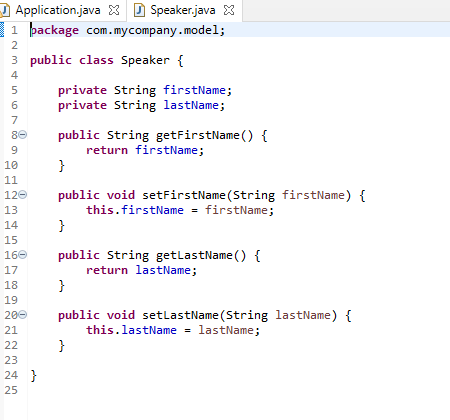 Application.java Speaker.java
1 package com.mycompany.model;
2
3 public class Speaker {
4
5     private String firstName;
6     private String lastName;
7
8     public String getFirstName() {
9         return firstName;
10     }
11
12     public void setFirstName(String firstName) {
13         this.firstName = firstName;
14     }
15
16     public String getLastName() {
17         return lastName;
18     }
19
20     public void setLastName(String lastName) {
21         this.lastName = lastName;
22     }
23
24 }
25